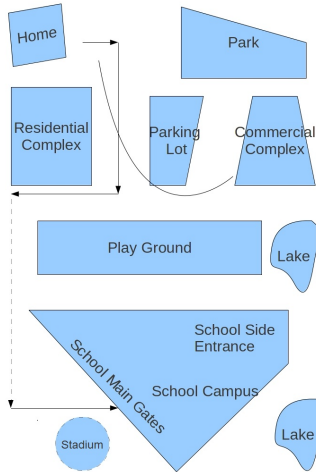 Home
Park
Residential
Complex
Parking
Lot
Commercial
Complex
Play Ground
Lake
School Side
Entrance
School Main Gates
School Campus
Stadium
Lake